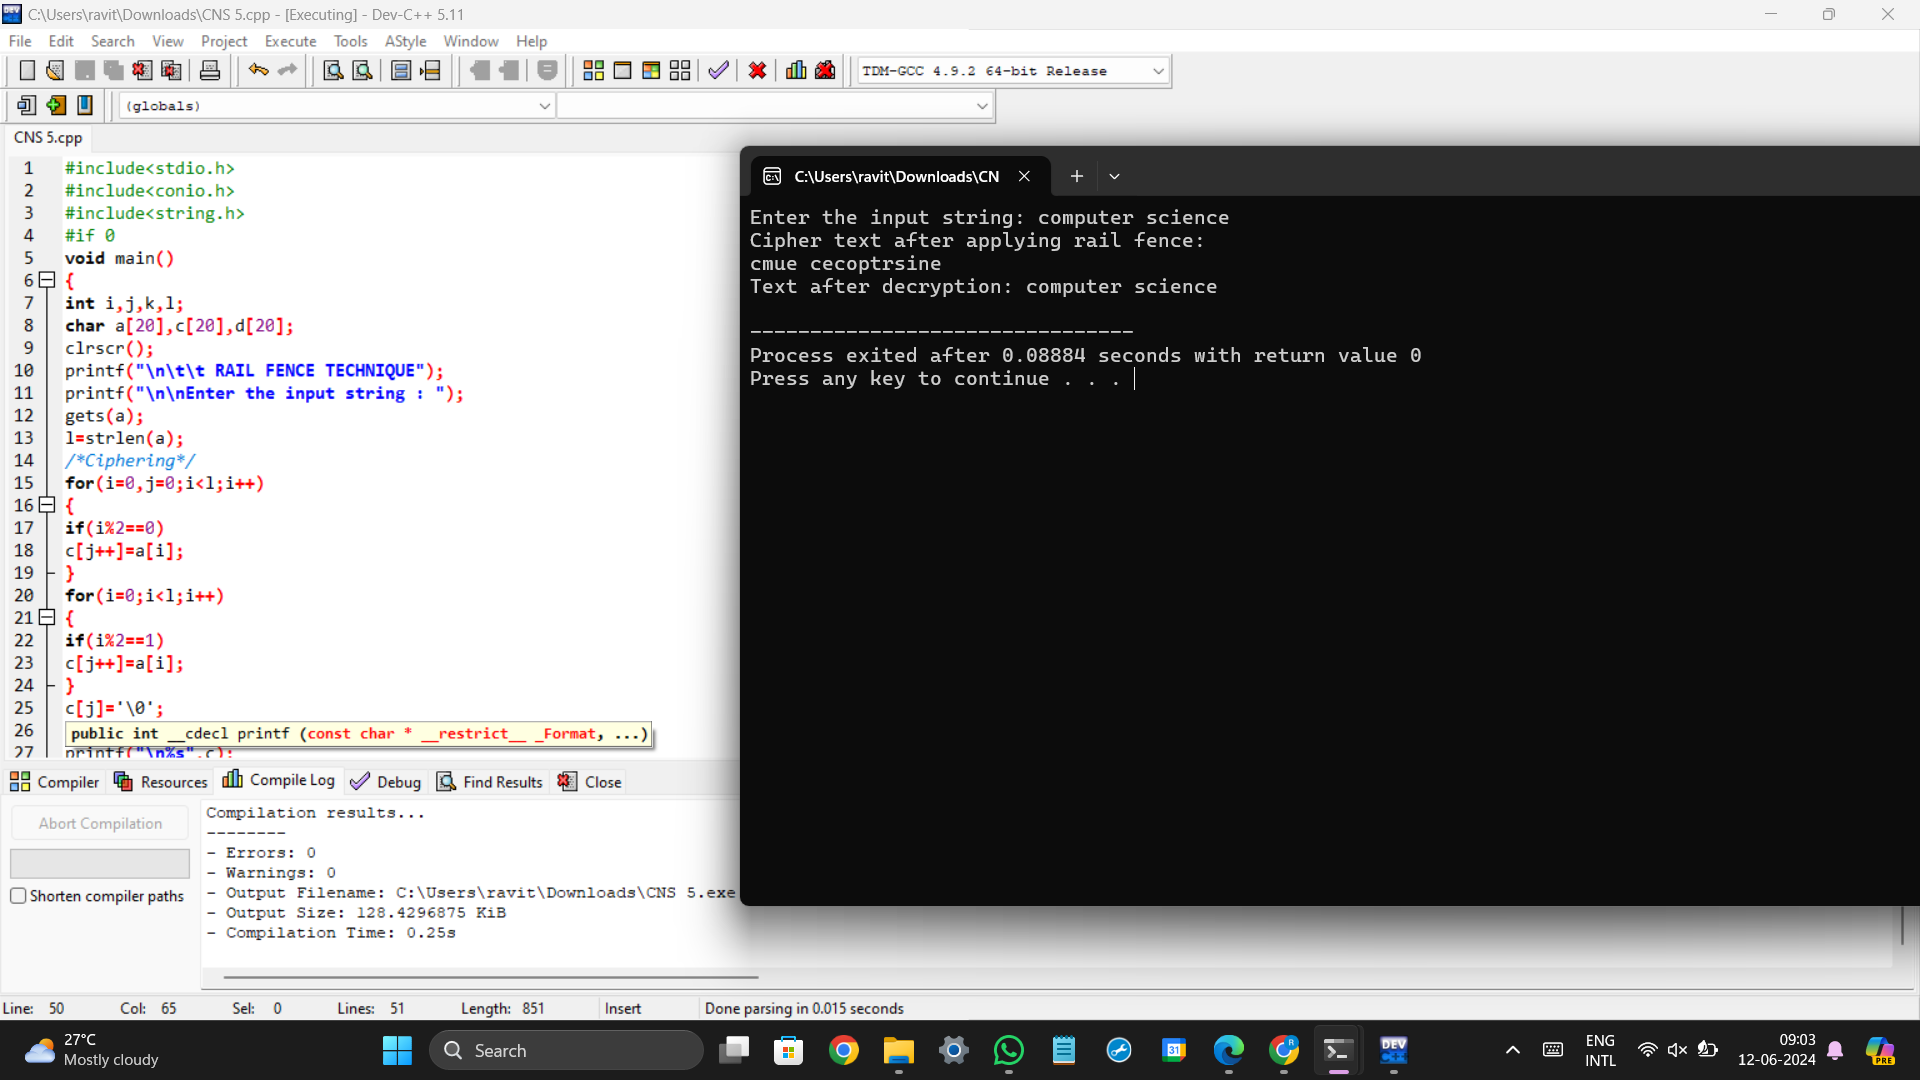 C:\Users\ravit\Downloads\CNS 5.cpp - [Executing] - Dev-C++ 5.11
File Edit Search View Project Execute Tools AStyle Window Help
TDM-GCC 4.9.2 64-bit Release
(globals)
CNS 5.cpp
1 #include<stdio.h>
2 #include<conio.h>
3 #include<string.h>
4 #if 0
5 void main()
6 {
7 int i,j,k,l;
8 char a[20],c[20],d[20];
9 clrscr();
10 printf("\n\t\t RAIL FENCE TECHNIQUE");
11 printf("\n\nEnter the input string : ");
12 gets(a);
13 l=strlen(a);
14 /*Ciphering*/
15 for(i=0,j=0;i<l;i++)
16 {
17 if(i%2==0)
18 c[j++]=a[i];
19 }
20 for(i=0;i<l;i++)
21 {
22 if(i%2==1)
23 c[j++]=a[i];
24 }
25 c[j]='\0';
26 public int __cdecl printf (const char * __restrict__ _Format, ...)
27 printf("\n%s",c);
C:\Users\ravit\Downloads\CN
Enter the input string: computer science
Cipher text after applying rail fence:
cmue cecoptrsine
Text after decryption: computer science
--------------------------------
Process exited after 0.08884 seconds with return value 0
Press any key to continue . . .
Compiler Resources Compile Log Debug Find Results Close
Abort Compilation
Shorten compiler paths
Compilation results...
--------
- Errors: 0
- Warnings: 0
- Output Filename: C:\Users\ravit\Downloads\CNS 5.exe
- Output Size: 128.4296875 KiB
- Compilation Time: 0.25s
Line: 50 Col: 65 Sel: 0 Lines: 51 Length: 851 Insert Done parsing in 0.015 seconds
27°C
Mostly cloudy
Search
31
R
DEV
ENG
INTL
09:03
12-06-2024
PRE